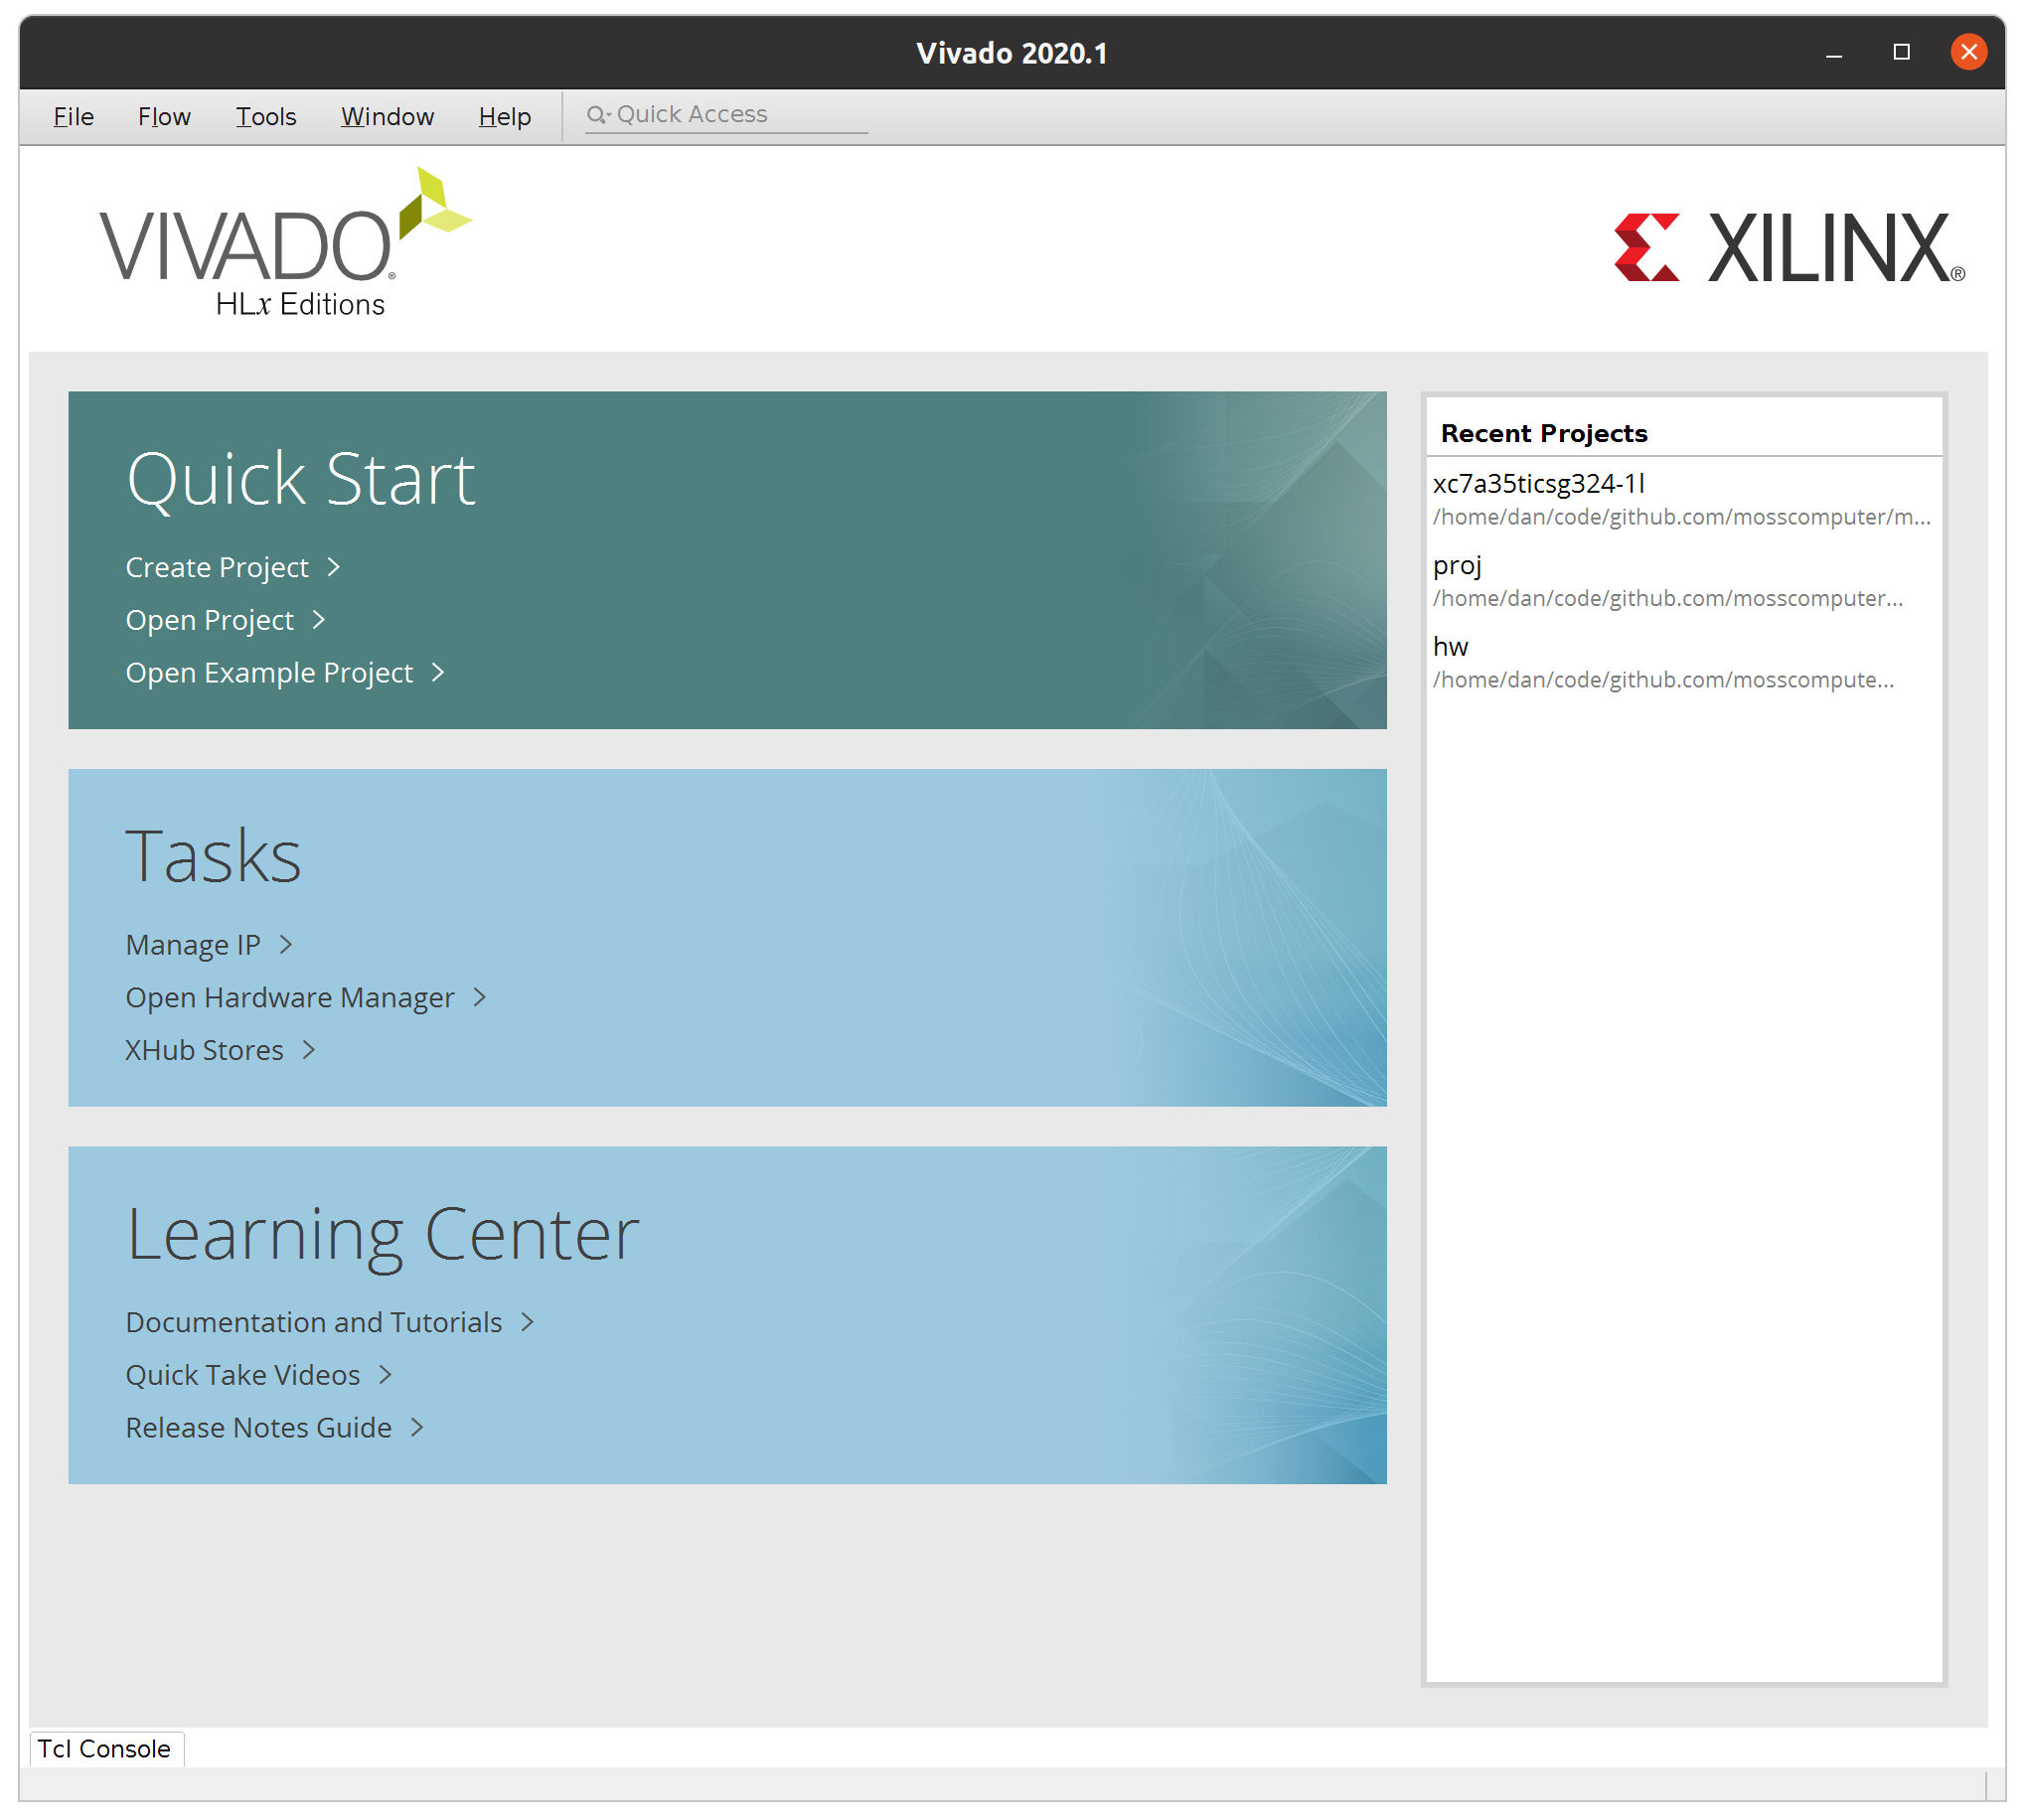 Vivado 2020.1
File Flow Tools Window Help Quick Access
VIVADO®
HLx Editions
XILINX®
Quick Start
Create Project >
Open Project >
Open Example Project >
Tasks
Manage IP >
Open Hardware Manager >
XHub Stores >
Learning Center
Documentation and Tutorials >
Quick Take Videos >
Release Notes Guide >
Recent Projects
xc7a35ticsg324-1l
/home/dan/code/github.com/mosscomputer/m...
proj
/home/dan/code/github.com/mosscomputer...
hw
/home/dan/code/github.com/mosscompute...
Tcl Console